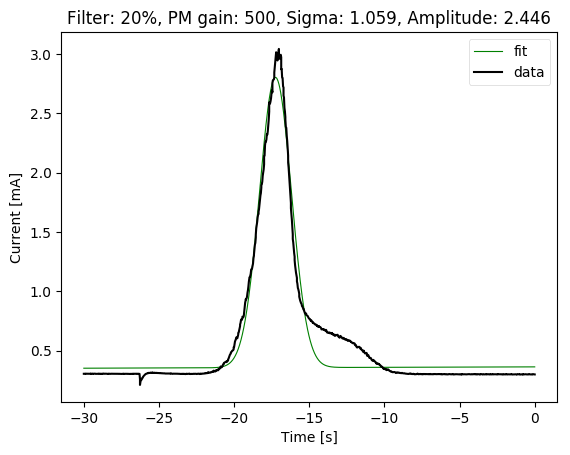 Filter: 20%, PM gain: 500, Sigma: 1.059, Amplitude: 2.446
fit
data
Current [mA]
3.0
2.5
2.0
1.5
1.0
0.5
−30 −25 −20 −15 −10 −5 0
Time [s]